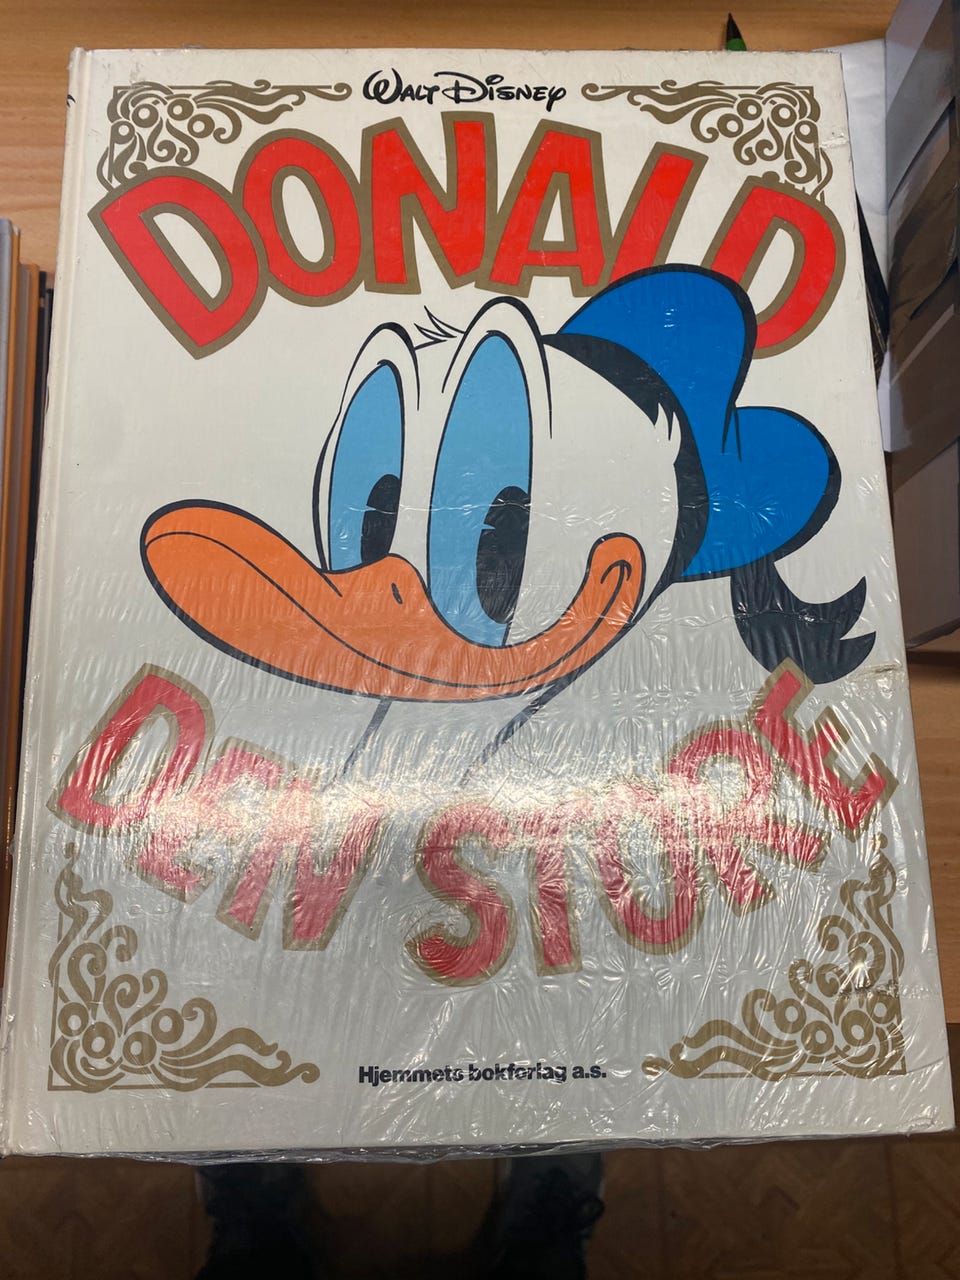 WALT DISNEY
DONALD
DEN STORE
Hjemmets bokforlag a.s.